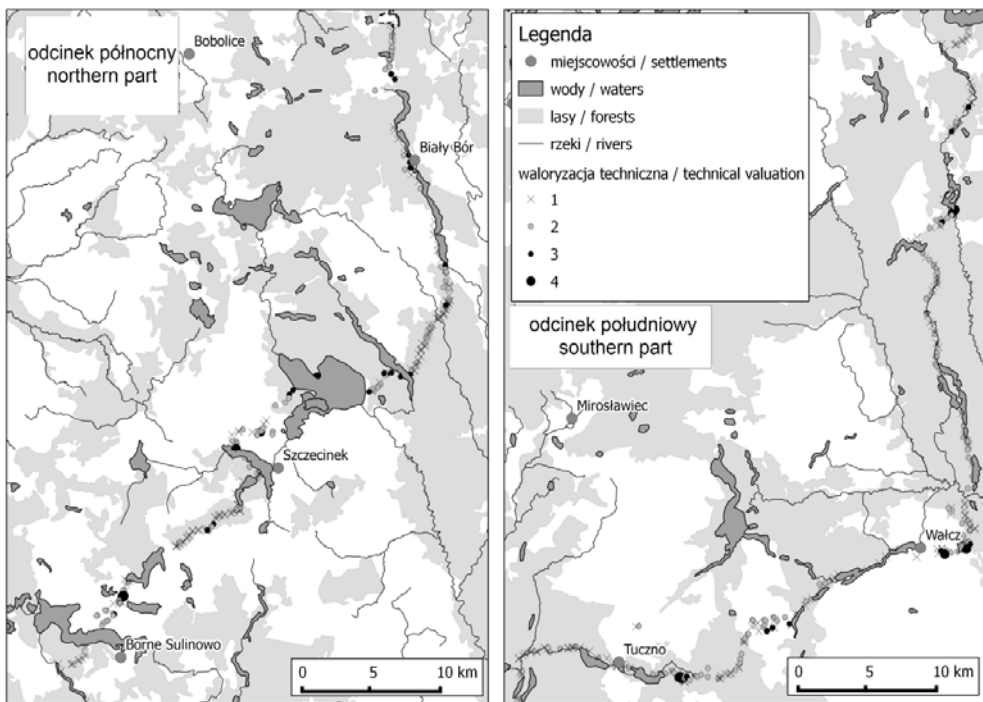 odcinek północny
northern part
Bobolice
Biały Bór
Szczecinek
Borne Sulinowo
0 5 10 km
Legenda
miejscowości / settlements
wody / waters
lasy / forests
rzeki / rivers
waloryzacja techniczna / technical valuation
1
2
3
4
odcinek południowy
southern part
Mirosławiec
Wałcz
Tuczno
0 5 10 km